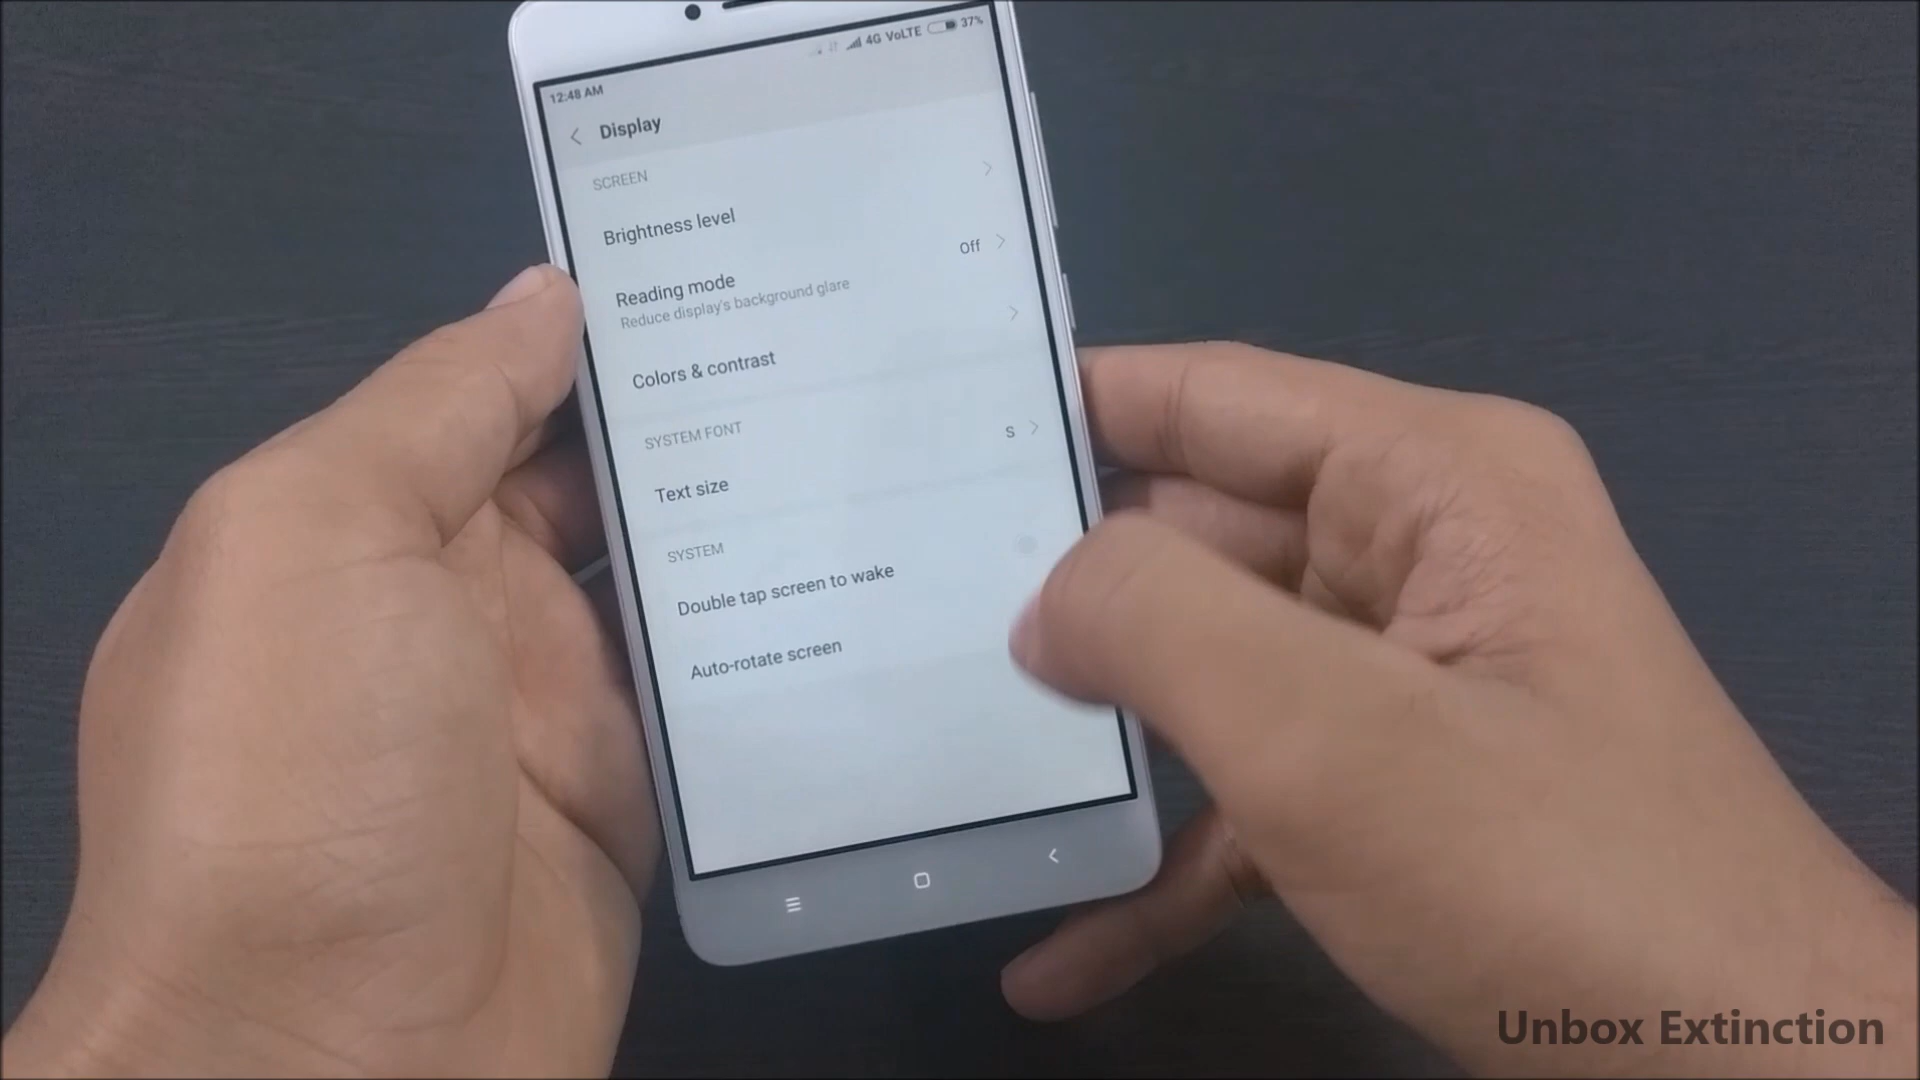 4G VoLTE 37%
12:48 AM
Display
SCREEN
Brightness level
Reading mode
Off
Reduce display's background glare
Colors & contrast
SYSTEM FONT
Text size
S
SYSTEM
Double tap screen to wake
Auto-rotate screen
Unbox Extinction